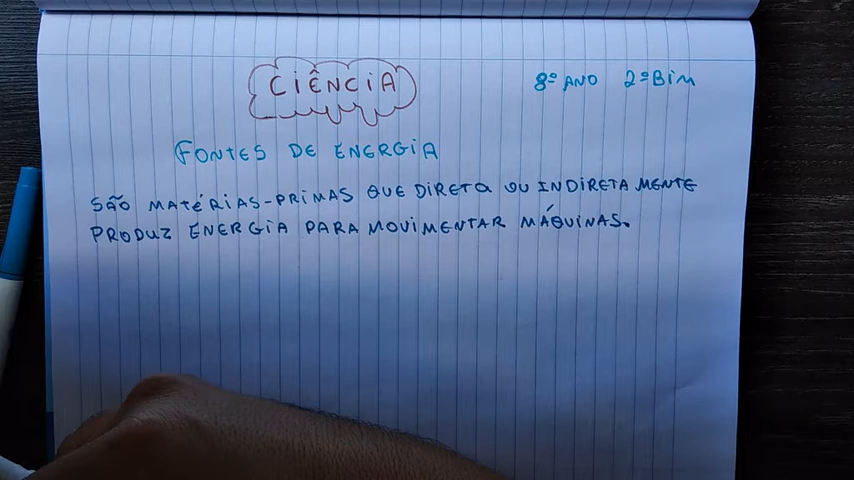 CIÊNCIA
8º ANO 2º BIM
FONTES DE ENERGIA
SÃO MATÉRIAS-PRIMAS QUE DIRETA OU INDIRETAMENTE
PRODUZ ENERGIA PARA MOVIMENTAR MÁQUINAS.